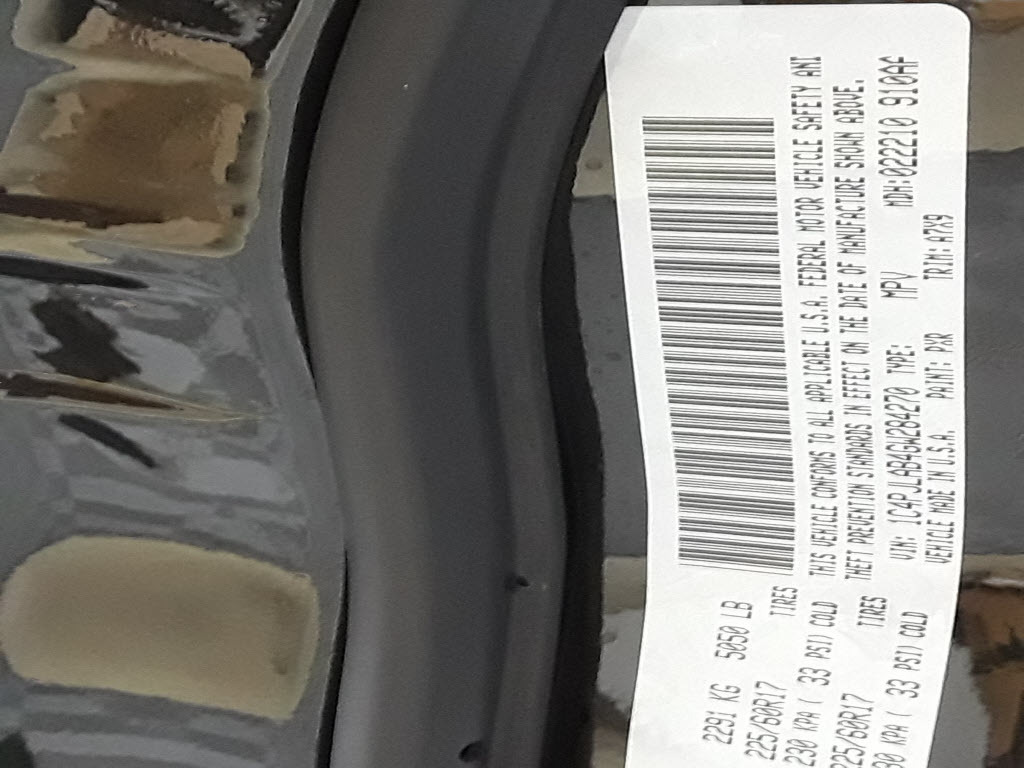 2291 KG 5050 LB
225/60R17 TIRES
230 KPA ( 33 PSI) COLD
225/60R17 TIRES
30 KPA ( 33 PSI) COLD
THIS VEHICLE CONFORMS TO ALL APPLICABLE U.S.A. FEDERAL MOTOR VEHICLE SAFETY AND
THEFT PREVENTION STANDARDS IN EFFECT ON THE DATE OF MANUFACTURE SHOWN ABOVE.
VIN: 1C4PJLAB4GW284270 TYPE: MPV MDH:022210 910AF
VEHICLE MADE IN U.S.A. PAINT: PXR TRIM:A7X9